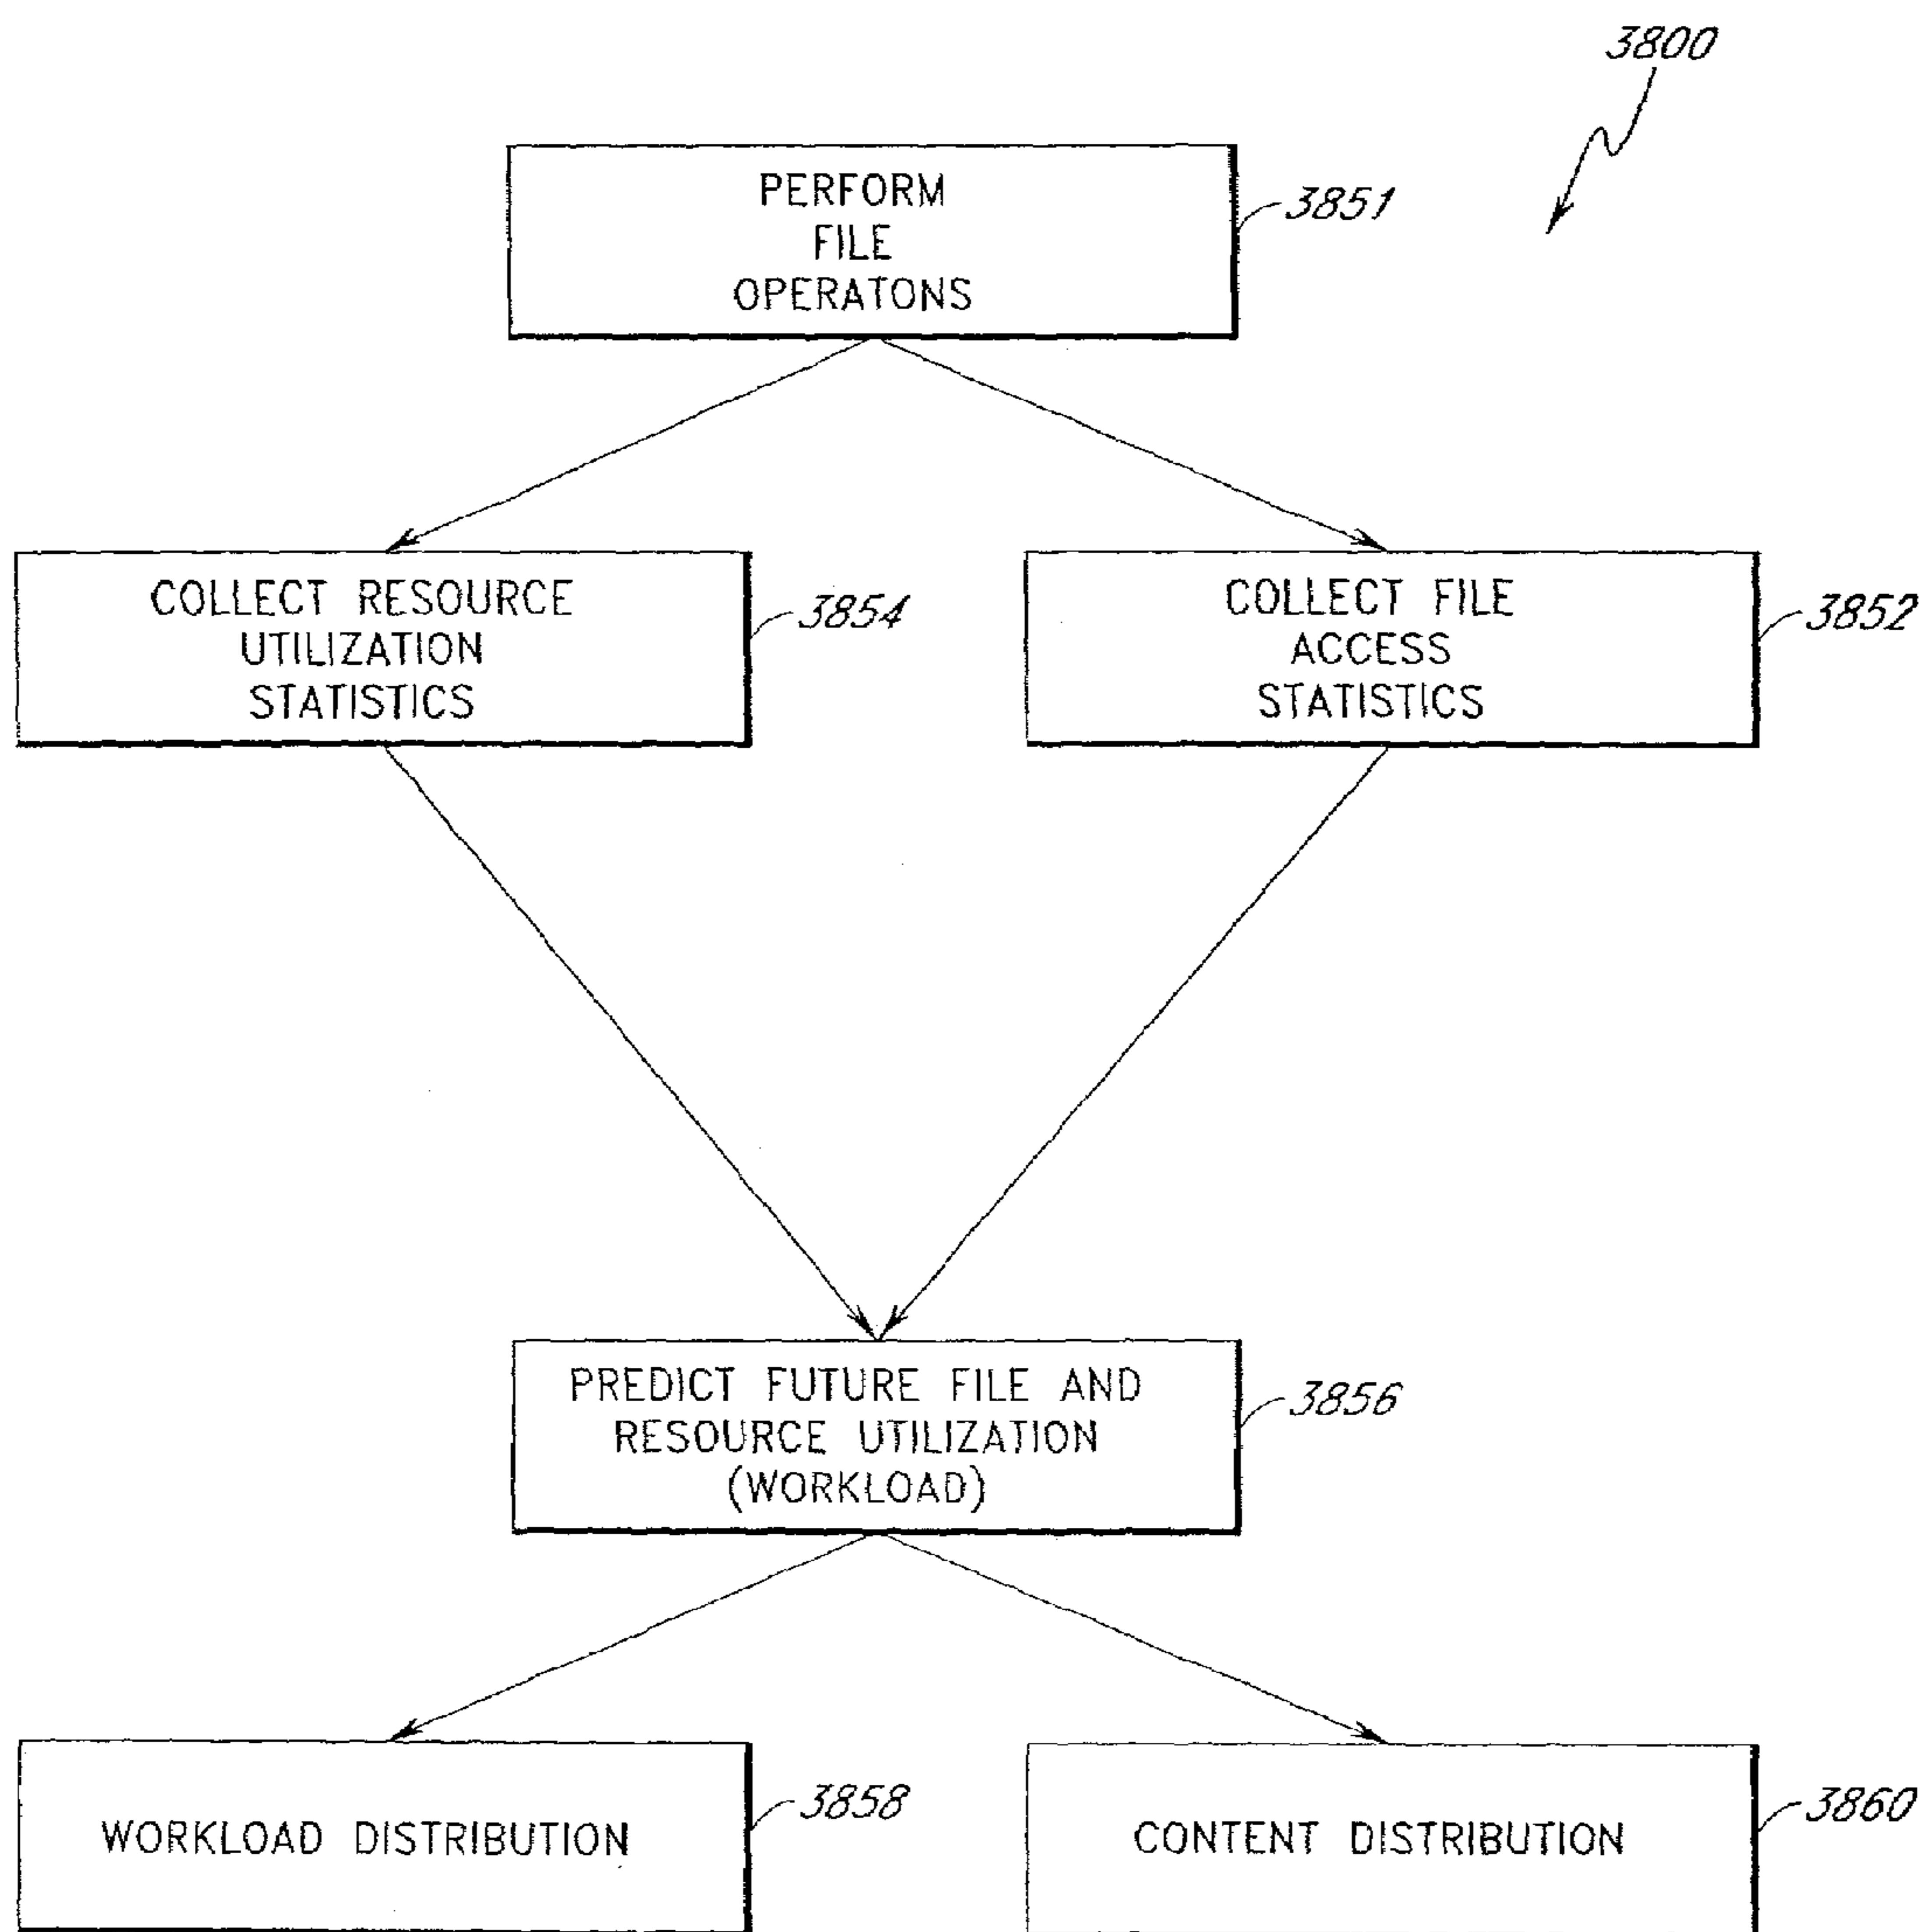 3800
PERFORM
FILE
OPERATONS
3851
COLLECT RESOURCE
UTILIZATION
STATISTICS
3854
COLLECT FILE
ACCESS
STATISTICS
3852
PREDICT FUTURE FILE AND
RESOURCE UTILIZATION
(WORKLOAD)
3856
WORKLOAD DISTRIBUTION
3858
CONTENT DISTRIBUTION
3860